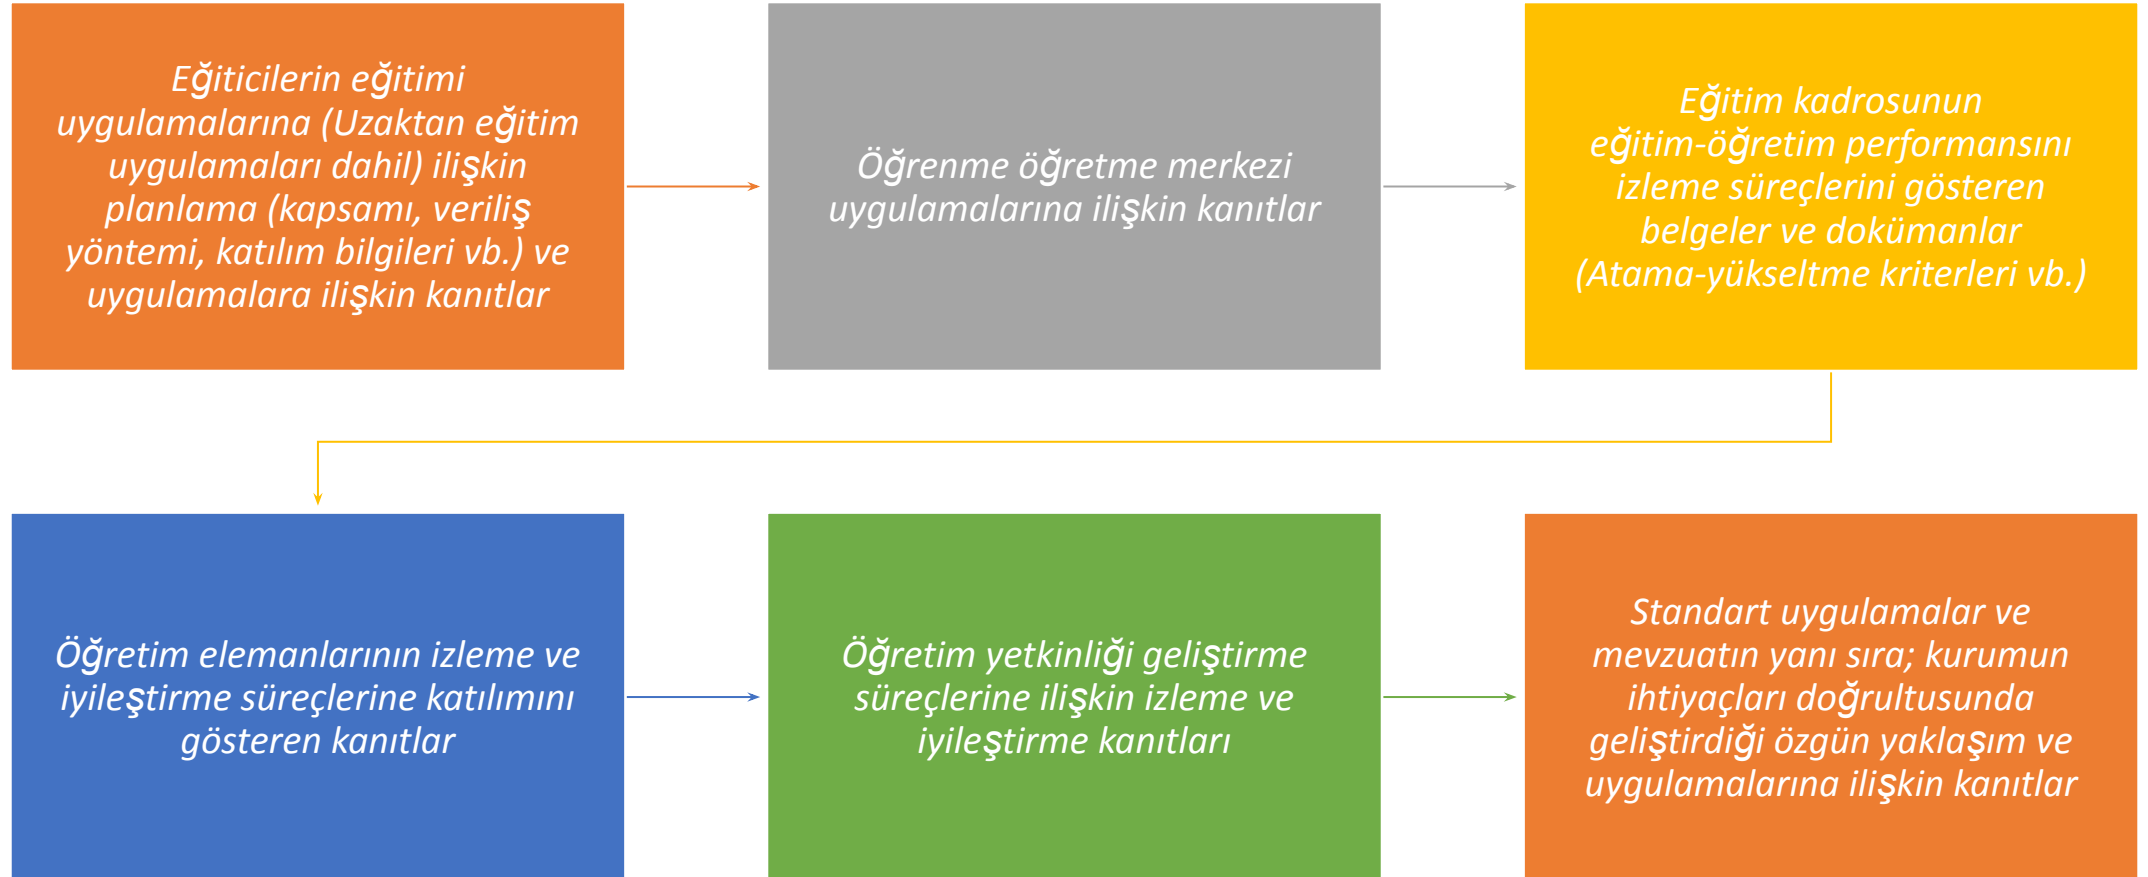 Eğiticilerin eğitimi
uygulamalarına (Uzaktan eğitim
uygulamaları dahil) ilişkin
planlama (kapsamı, veriliş
yöntemi, katılım bilgileri vb.) ve
uygulamalara ilişkin kanıtlar
Öğrenme öğretme merkezi
uygulamalarına ilişkin kanıtlar
Eğitim kadrosunun
eğitim-öğretim performansını
izleme süreçlerini gösteren
belgeler ve dokümanlar
(Atama-yükseltme kriterleri vb.)
Öğretim elemanlarının izleme ve
iyileştirme süreçlerine katılımını
gösteren kanıtlar
Öğretim yetkinliği geliştirme
süreçlerine ilişkin izleme ve
iyileştirme kanıtları
Standart uygulamalar ve
mevzuatın yanı sıra; kurumun
ihtiyaçları doğrultusunda
geliştirdiği özgün yaklaşım ve
uygulamalarına ilişkin kanıtlar